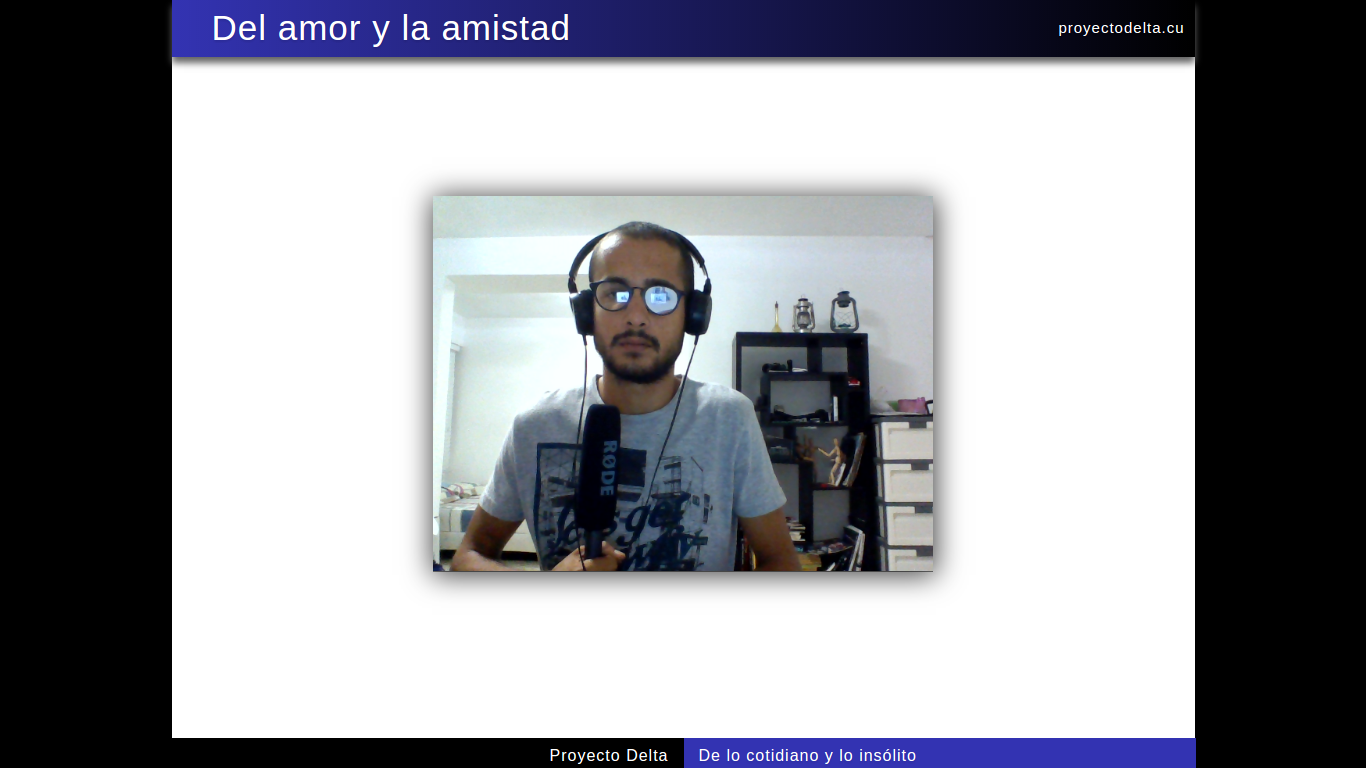 Del amor y la amistad
proyectodelta.cu
RØDE
Proyecto Delta
De lo cotidiano y lo insólito